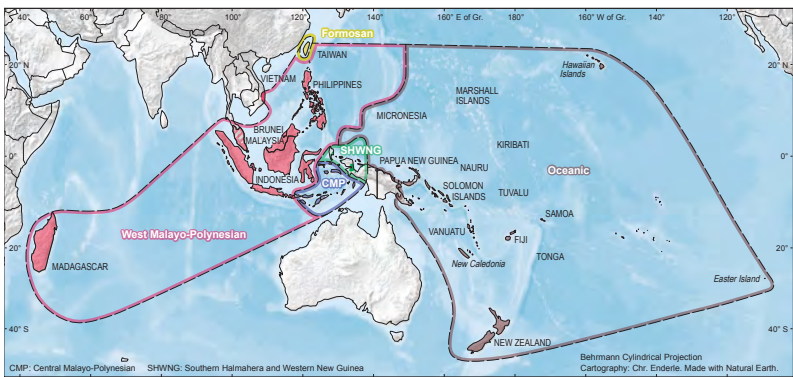 40° 60° 80° 100° 120° 140° 160° E of Gr. 180° 160° W of Gr.
Formosan
TAIWAN
20° N
20° N
Hawaiian
Islands
VIETNAM
PHILIPPINES
MARSHALL
ISLANDS
MICRONESIA
BRUNEI
MALAYSIA
SHWNG
KIRIBATI
0°
0°
PAPUA NEW GUINEA
NAURU
Oceanic
INDONESIA
CMP
SOLOMON
ISLANDS
TUVALU
SAMOA
West Malayo-Polynesian
VANUATU
FIJI
20°
20°
TONGA
MADAGASCAR
New Caledonia
Easter Island
40° S
40° S
NEW ZEALAND
Behrmann Cylindrical Projection
CMP: Central Malayo-Polynesian SHWNG: Southern Halmahera and Western New Guinea
Cartography: Chr. Enderle. Made with Natural Earth.